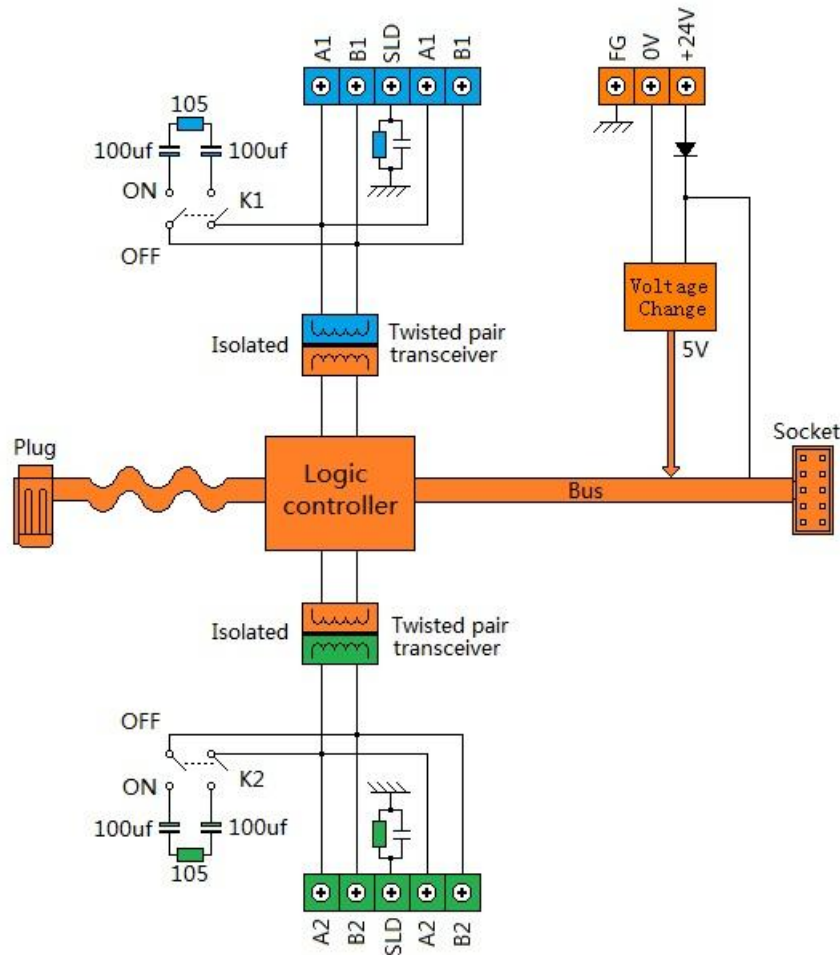 A1 B1 SLD A1 B1
FG 0V +24V
105
100uf 100uf
ON
K1
OFF
Voltage
Change
5V
Isolated
Twisted pair
transceiver
Plug
Socket
Logic
controller
Bus
Isolated
Twisted pair
transceiver
OFF
ON
K2
100uf 100uf
105
A2 B2 SLD A2 B2